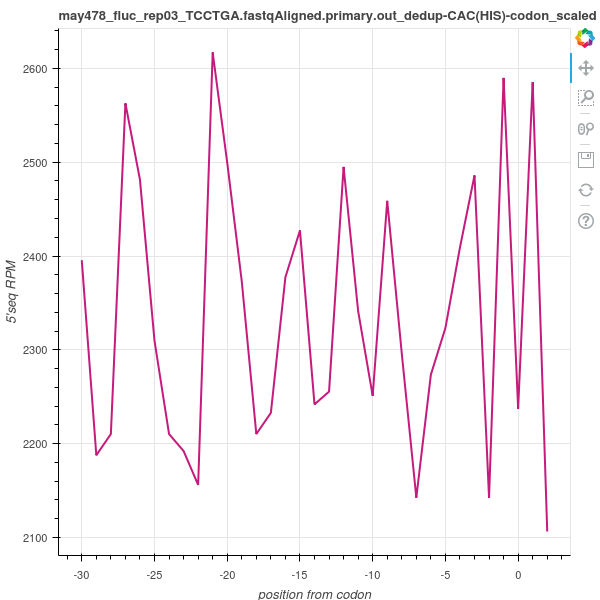 may478_fluc_rep03_TCCTGA.fastqAligned.primary.out_dedup-CAC(HIS)-codon_scaled
2600
2500
2400
2300
2200
2100
5'seq RPM
-30 -25 -20 -15 -10 -5 0
position from codon